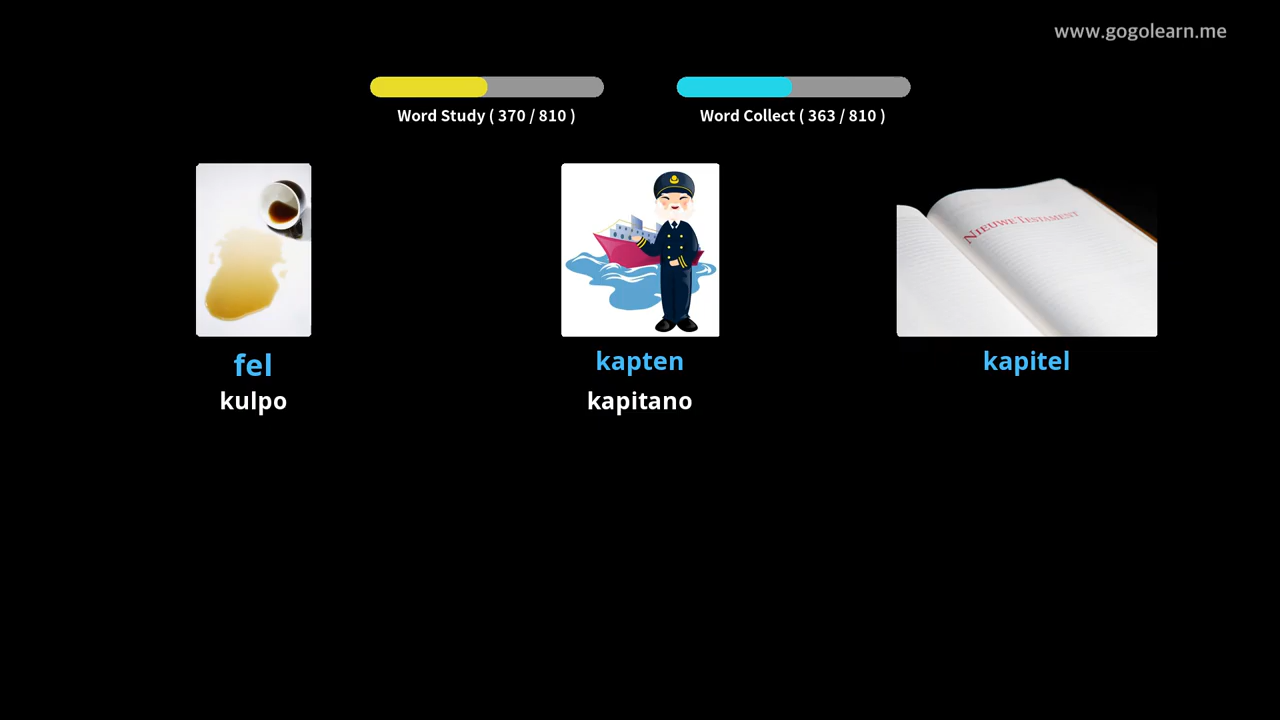 www.gogolearn.me
Word Study ( 370 / 810 )
Word Collect ( 363 / 810 )
NIEUWE TESTAMENT
fel
kapten
kapitel
kulpo
kapitano